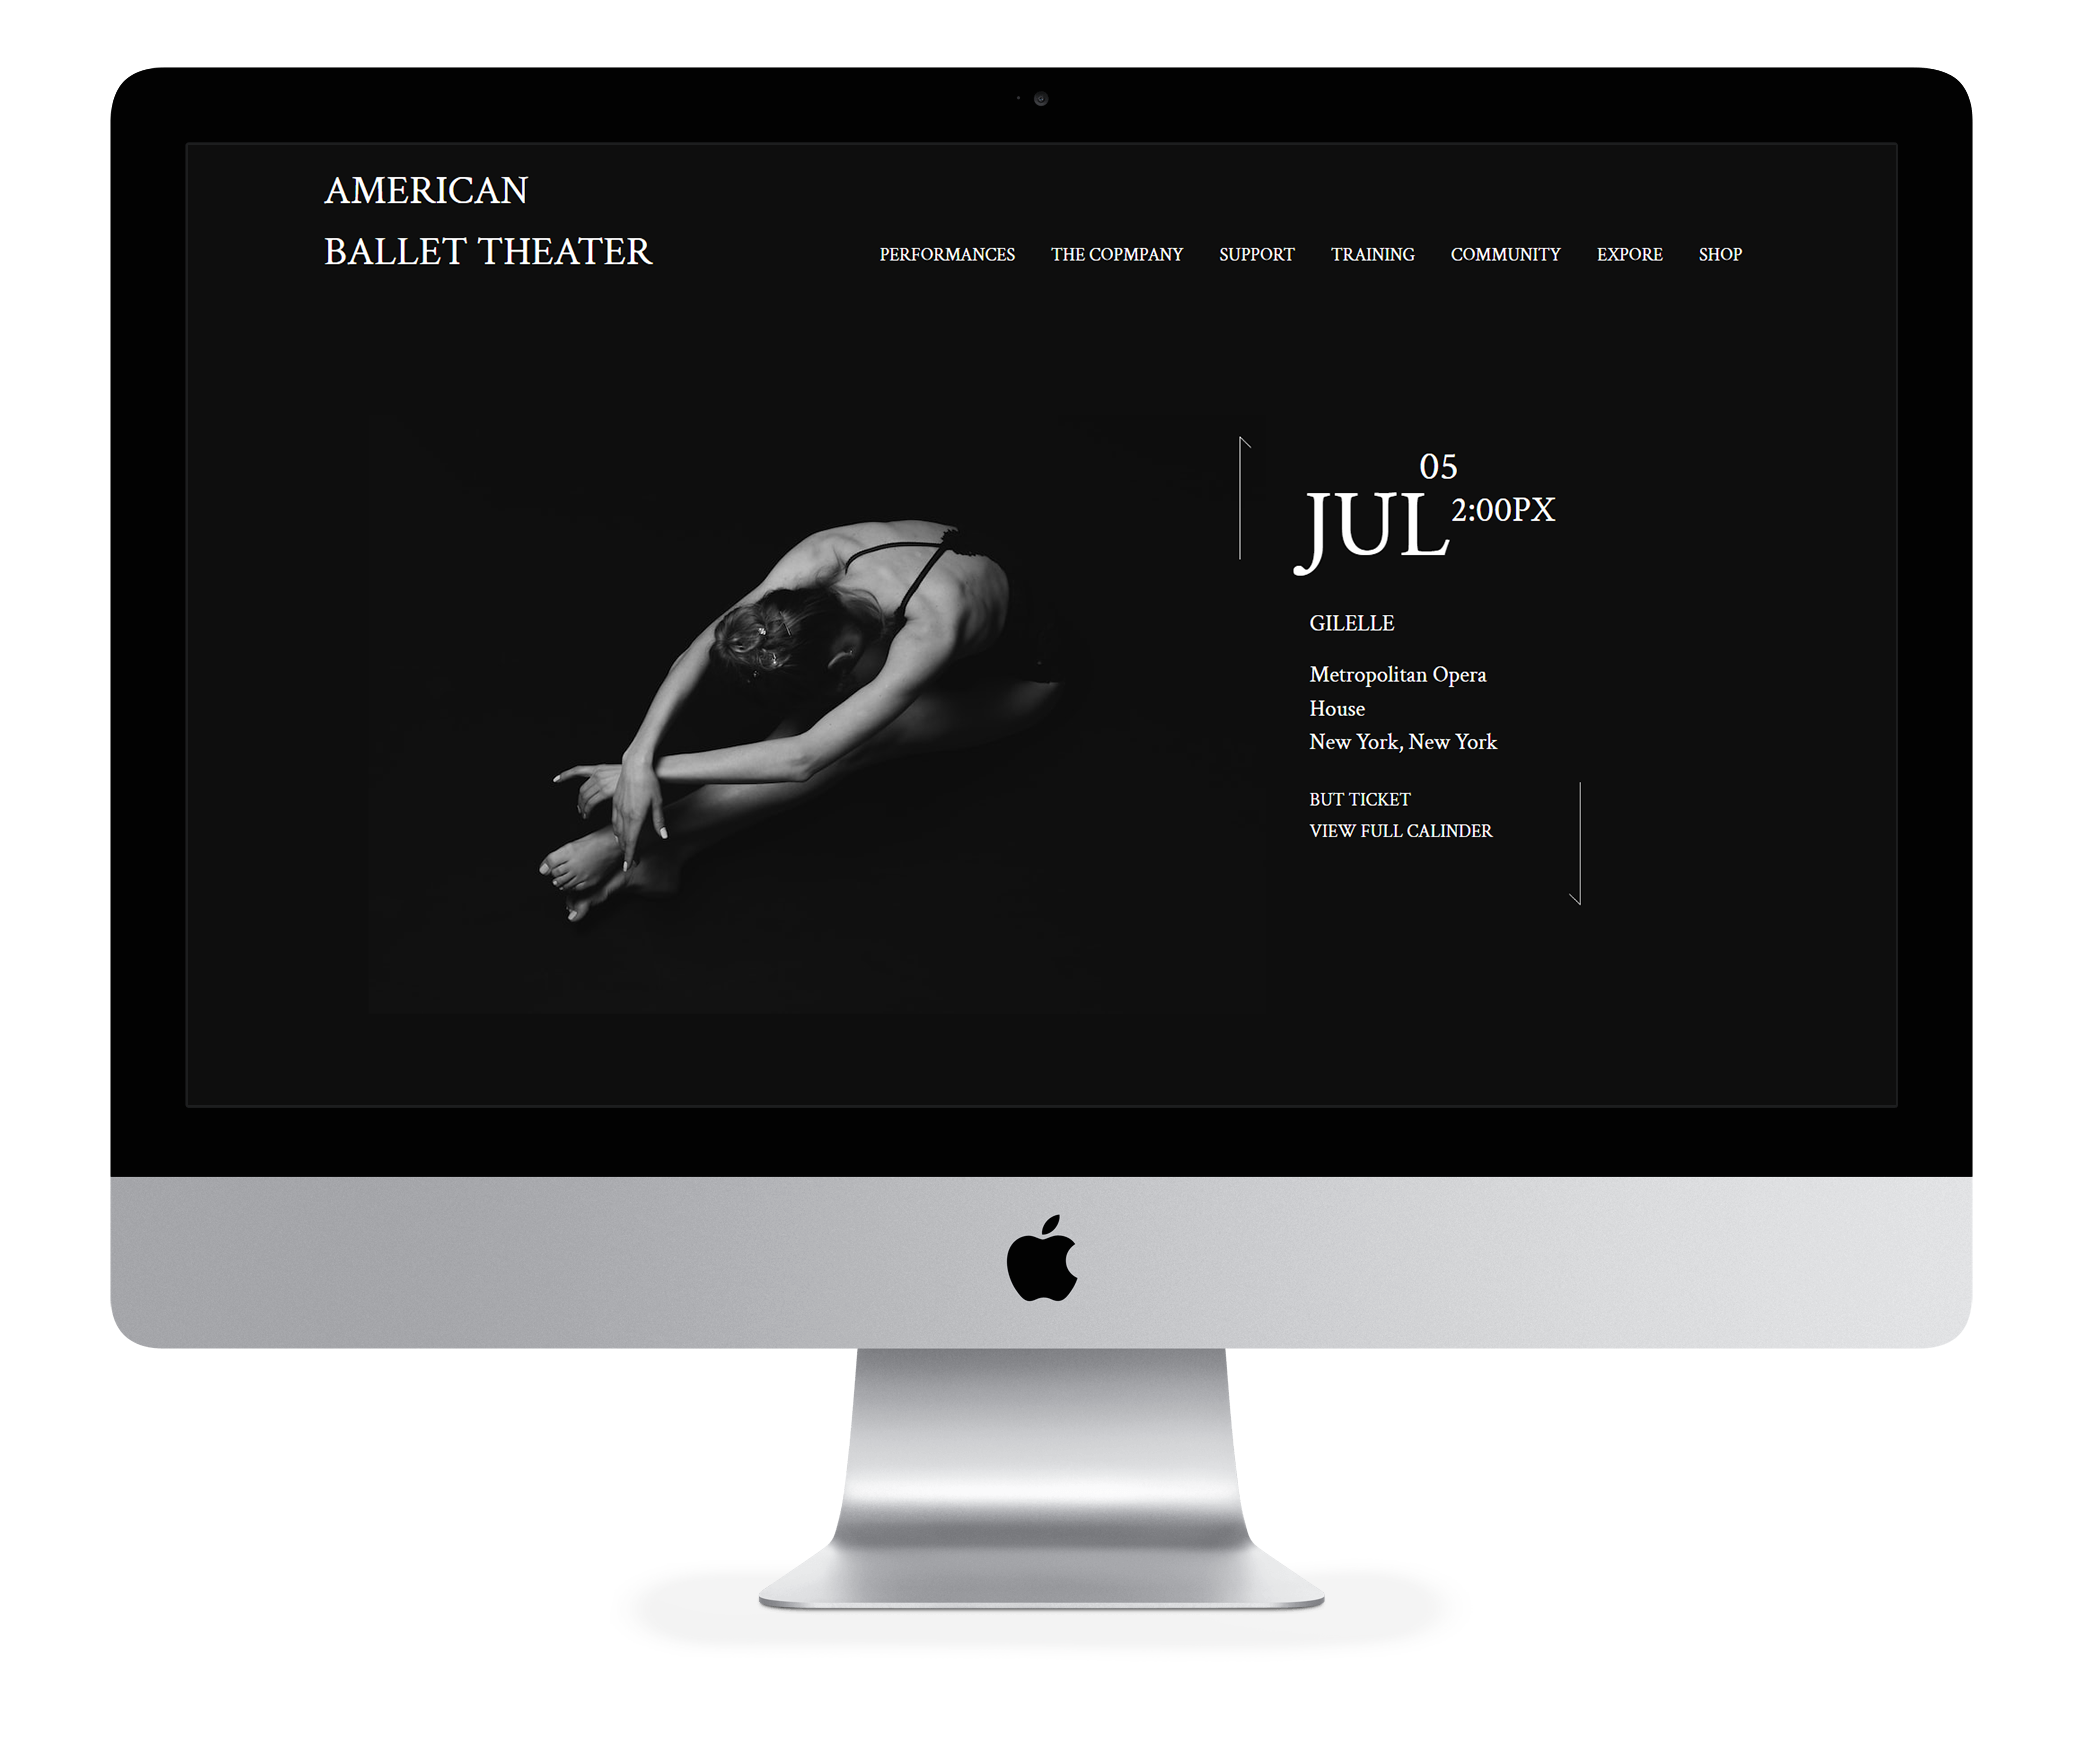 AMERICAN
BALLET THEATER
PERFORMANCES THE COPMPANY SUPPORT TRAINING COMMUNITY EXPORE SHOP
05
JUL 2:00PX
GILELLE
Metropolitan Opera
House
New York, New York
BUT TICKET
VIEW FULL CALINDER